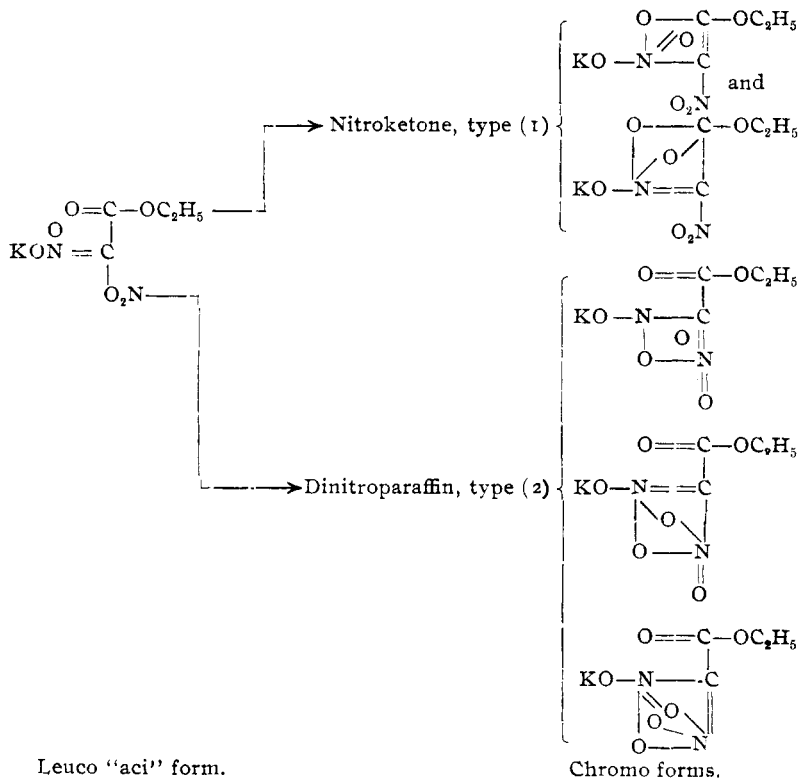 O—C—OC₂H₅
O
KO—N—C
and
O₂N
O—C—OC₂H₅
Nitroketone, type (1)
O
KO—N==C
O₂N
O=C—OC₂H₅
O
KON=C
O₂N
O==C—OC₂H₅
KO—N—C
O
O—N
O
O==C—OC₂H₅
Dinitroparaffin, type (2)
KO—N==C
O
O—N
O
O==C—OC₂H₅
KO—N—C
O
O
O—N
Leuco "aci" form.
Chromo forms.